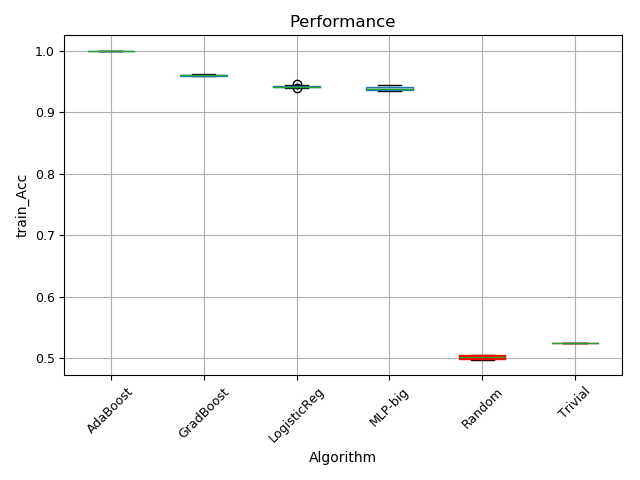 Performance
1.0
0.9
0.8
0.7
0.6
0.5
train_Acc
AdaBoost
GradBoost
LogisticReg
MLP-big
Random
Trivial
Algorithm